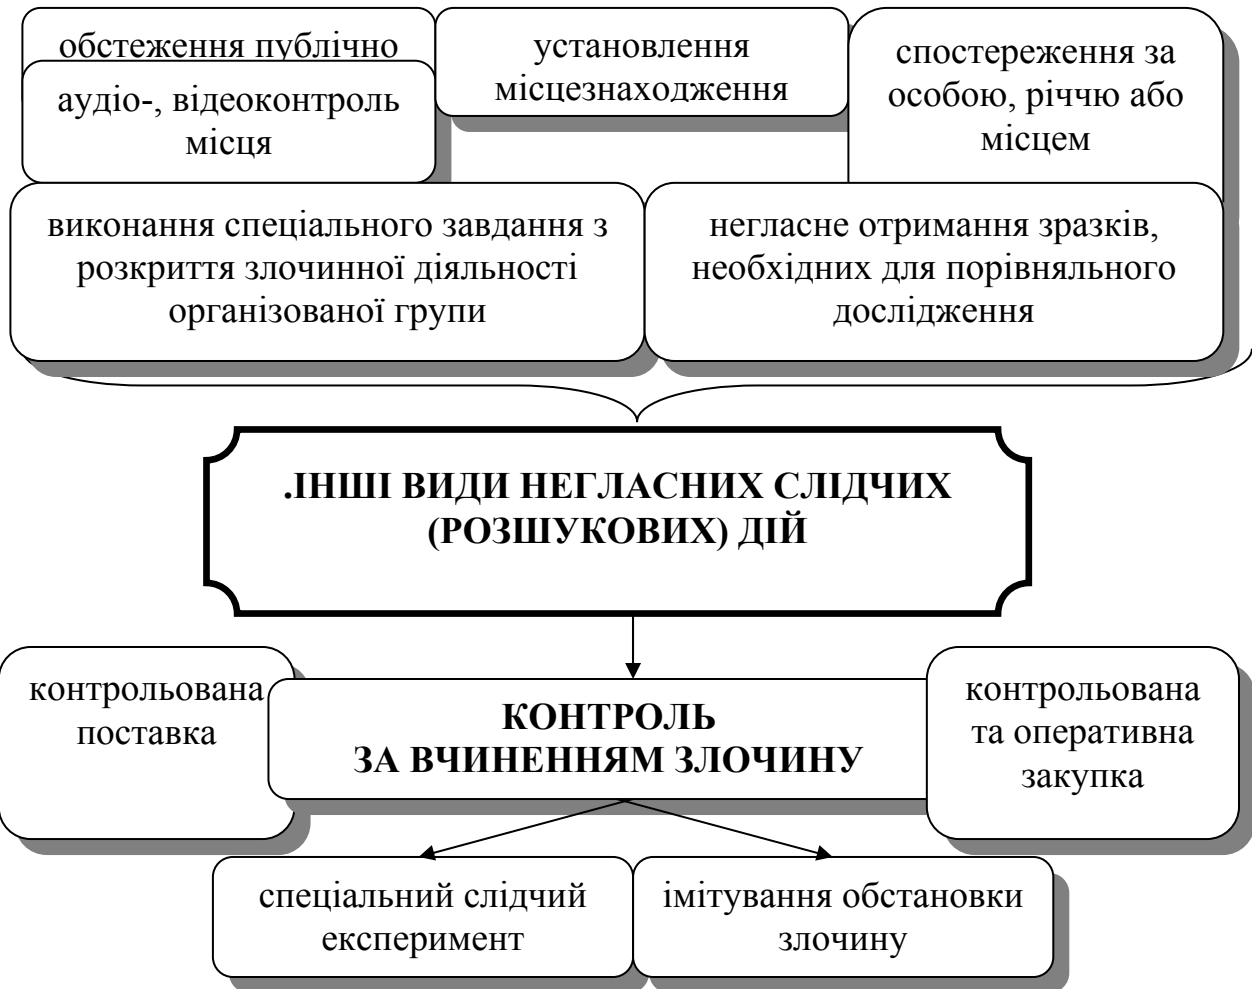 обстеження публічно
аудіо-, відеоконтроль
місця
установлення
місцезнаходження
спостереження за
особою, річчю або
місцем
виконання спеціального завдання з
розкриття злочинної діяльності
організованої групи
негласне отримання зразків,
необхідних для порівняльного
дослідження
.ІНШІ ВИДИ НЕГЛАСНИХ СЛІДЧИХ
(РОЗШУКОВИХ) ДІЙ
контрольована
поставка
КОНТРОЛЬ
ЗА ВЧИНЕННЯМ ЗЛОЧИНУ
контрольована
та оперативна
закупка
спеціальний слідчий
експеримент
імітування обстановки
злочину